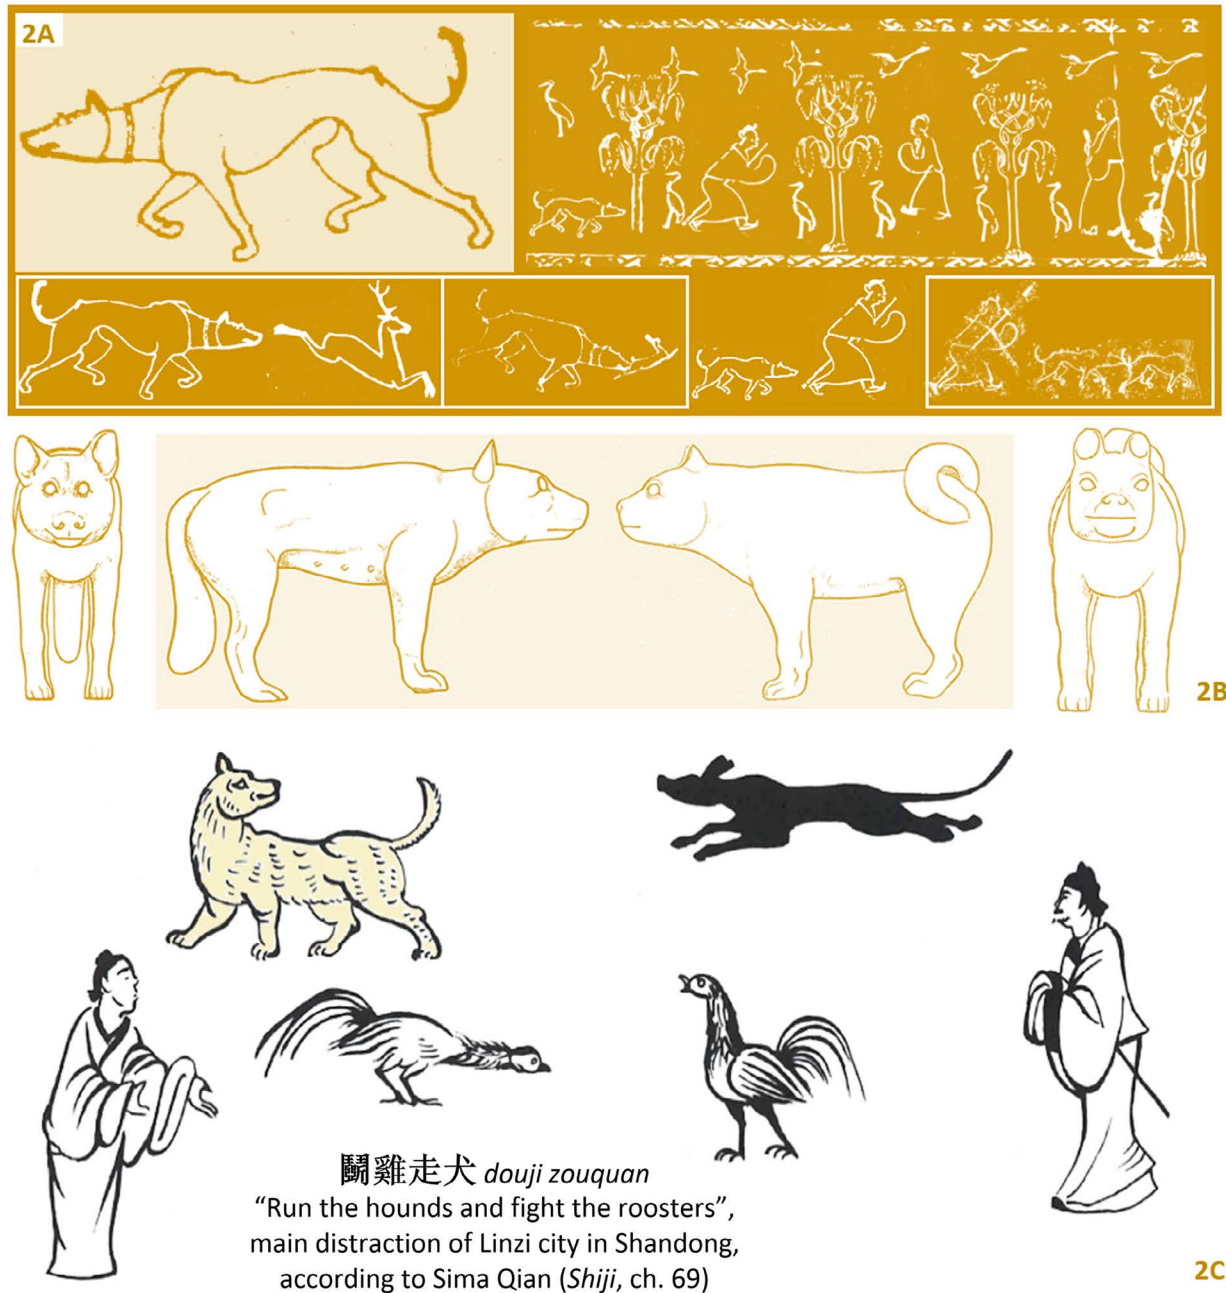 2A
2B
鬭雞走犬 douji zouquan
“Run the hounds and fight the roosters”,
main distraction of Linzi city in Shandong,
according to Sima Qian (Shiji, ch. 69)
2C